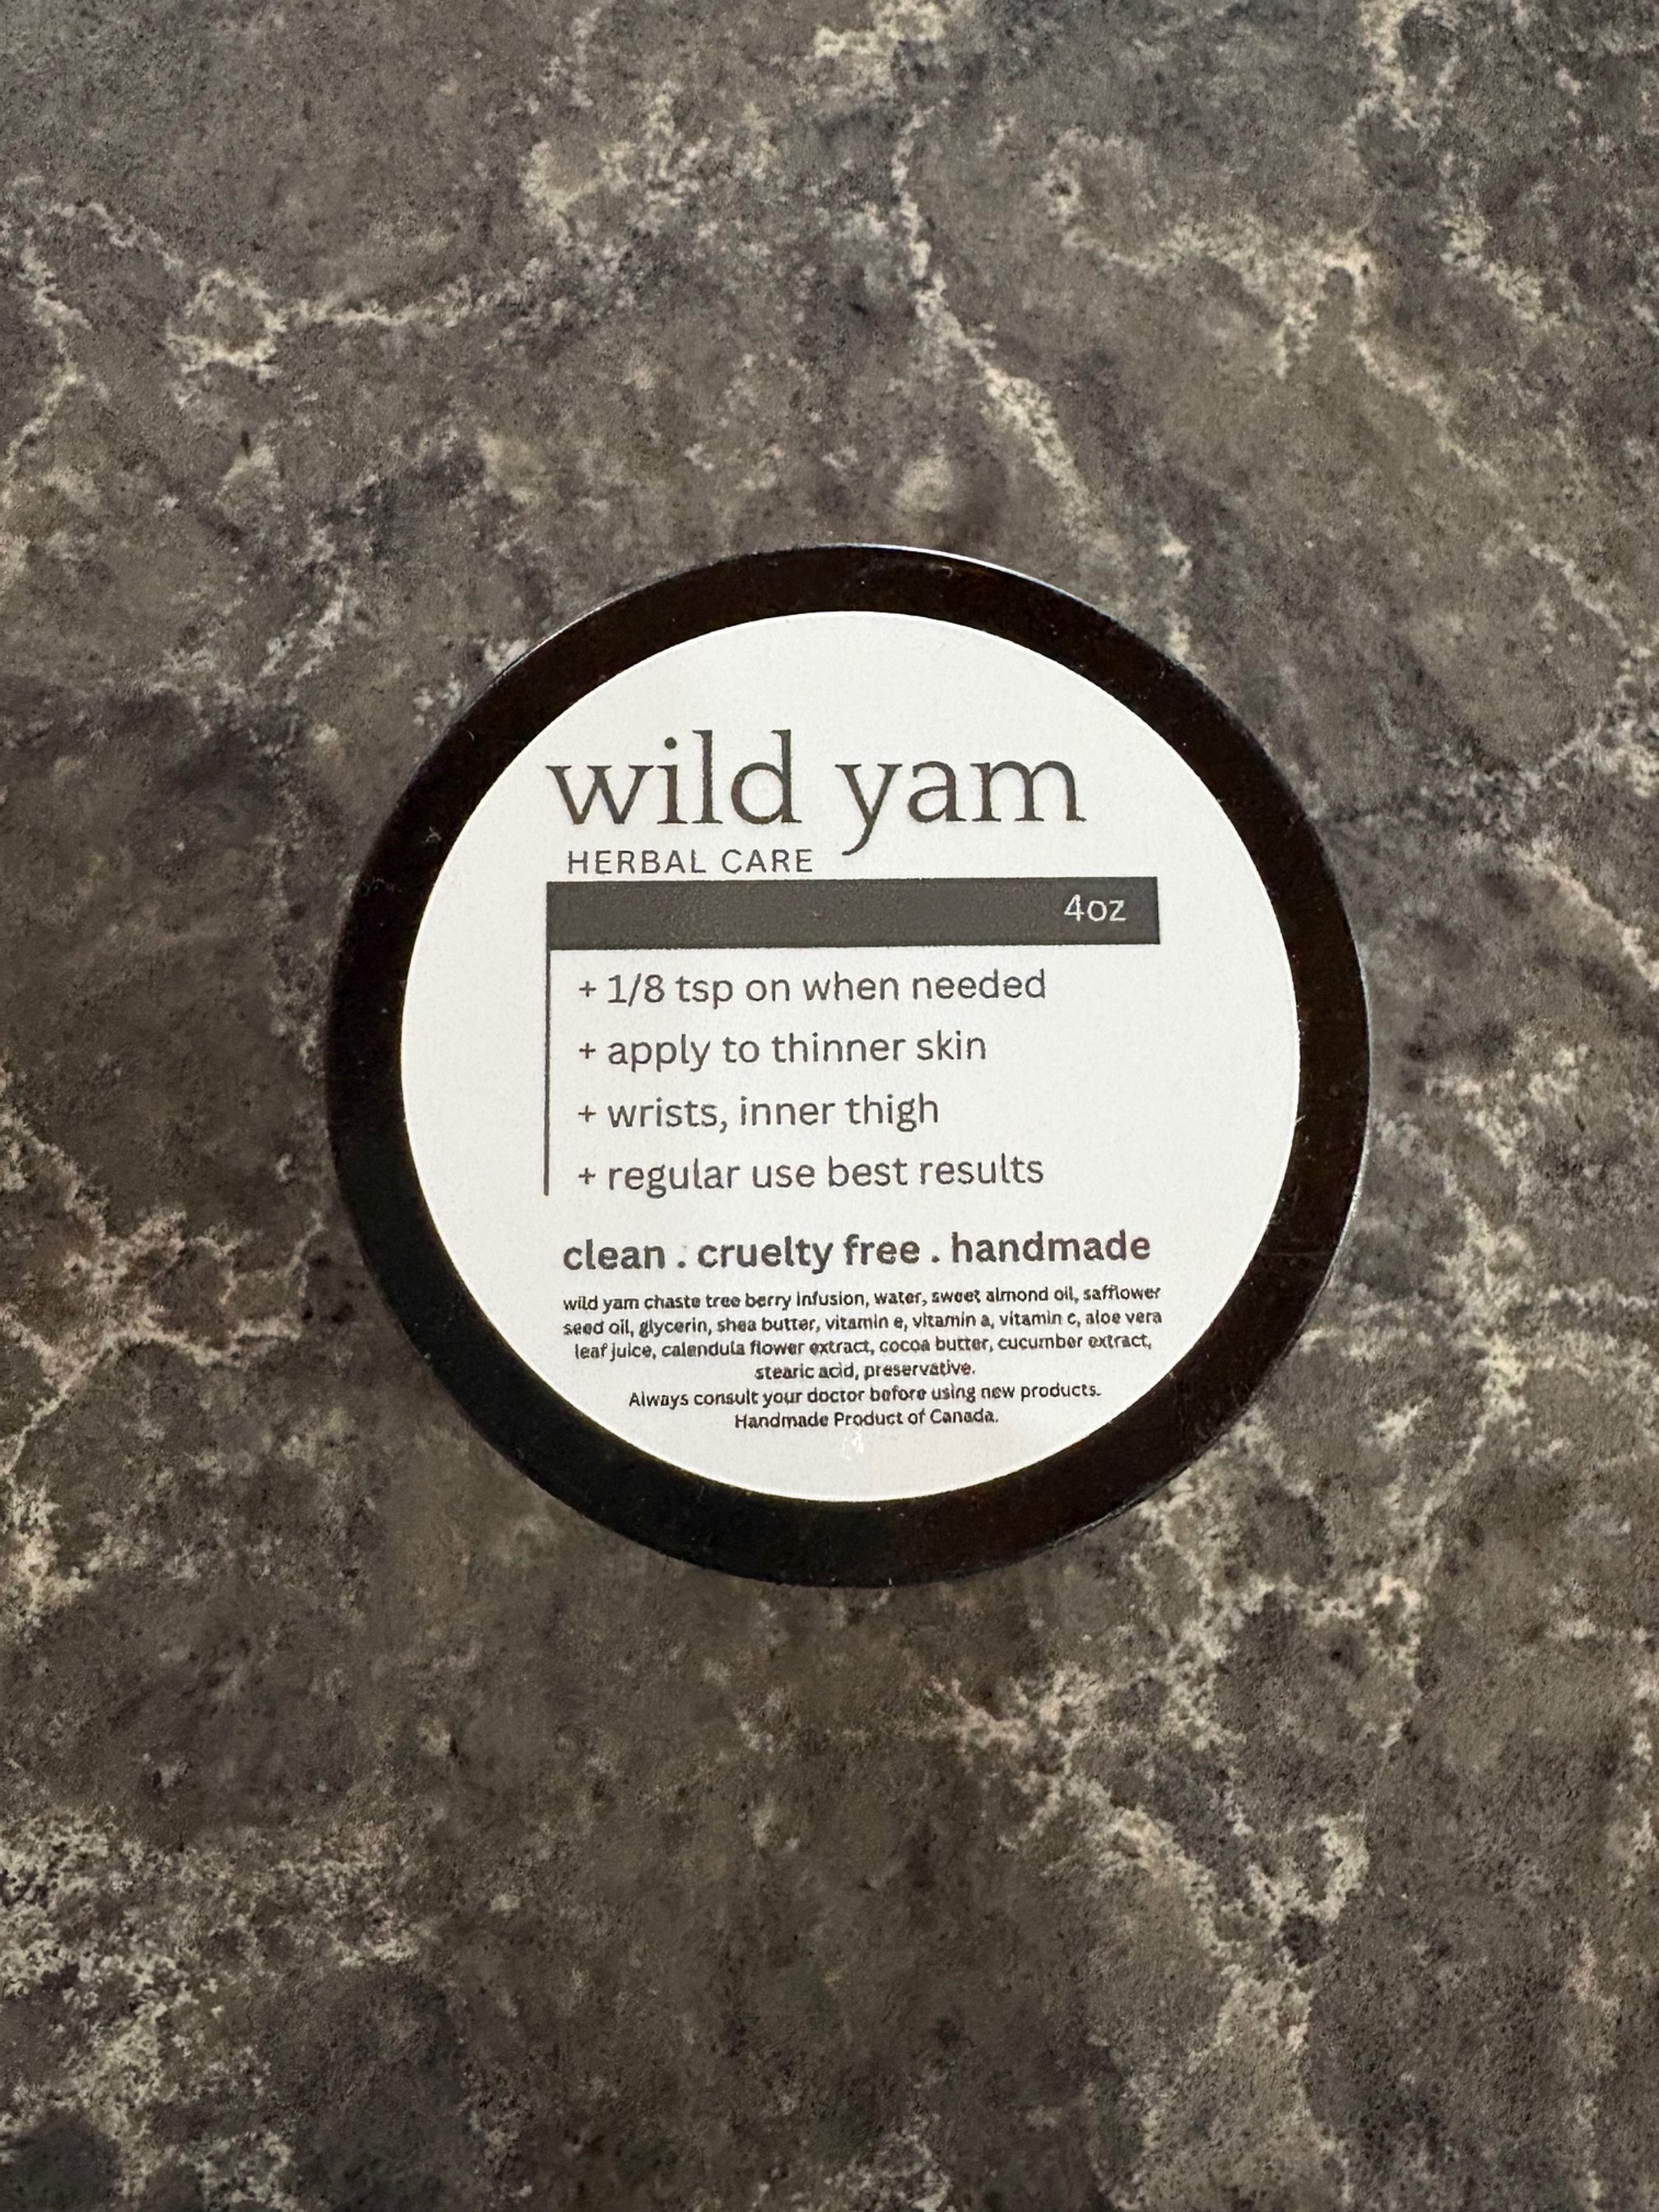 wild yam
HERBAL CARE
4oz
+ 1/8 tsp on when needed
+ apply to thinner skin
+ wrists, inner thigh
+ regular use best results
clean . cruelty free . handmade
wild yam chaste tree berry infusion, water, sweet almond oil, safflower
seed oil, glycerin, shea butter, vitamin e, vitamin a, vitamin c, aloe vera
leaf juice, calendula flower extract, cocoa butter, cucumber extract,
stearic acid, preservative.
Always consult your doctor before using new products.
Handmade Product of Canada.